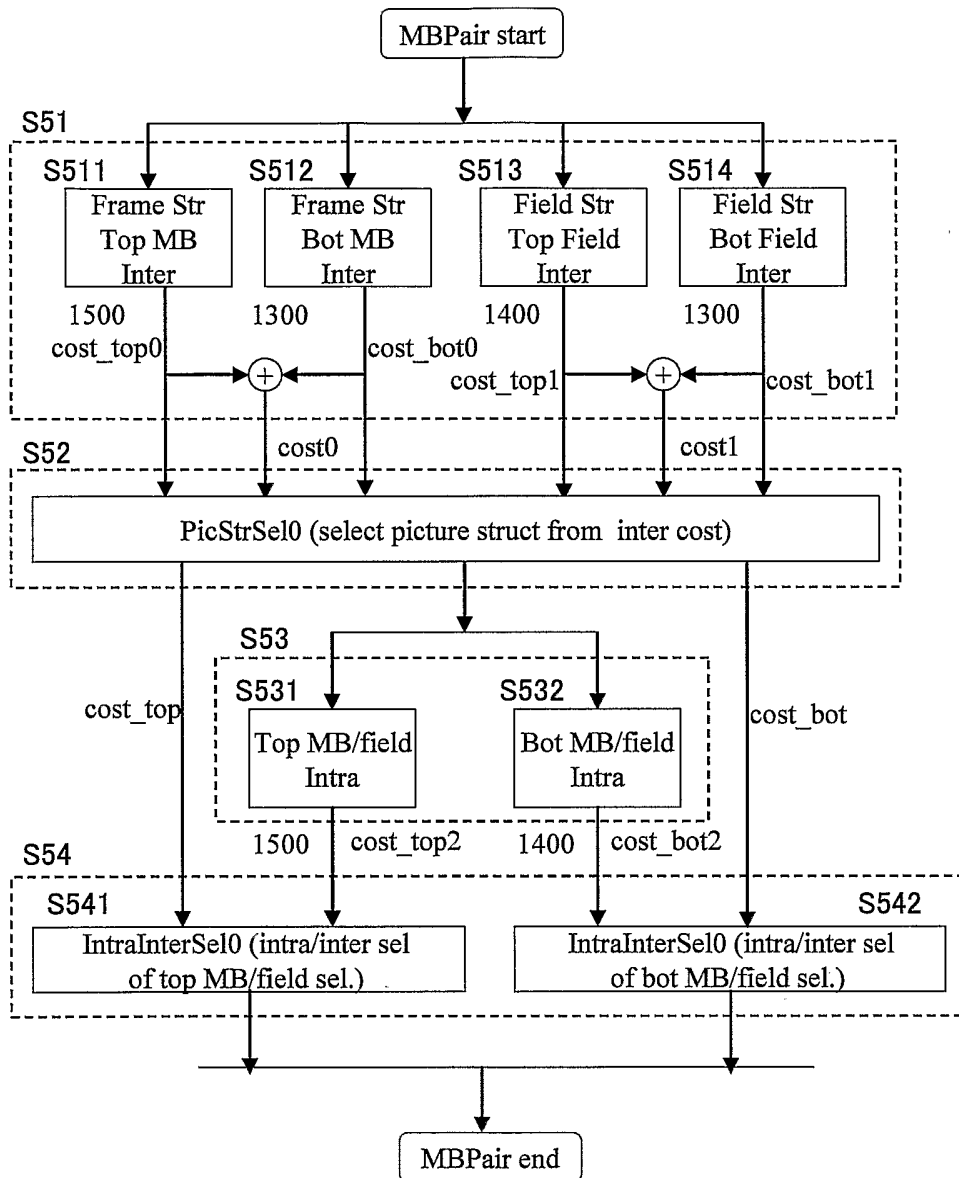 MBPair start
S51
S511
S512
S513
S514
Frame Str
Top MB
Inter
Frame Str
Bot MB
Inter
Field Str
Top Field
Inter
Field Str
Bot Field
Inter
1500
cost_top0
1300
cost_bot0
1400
cost_top1
1300
cost_bot1
+
+
cost0
cost1
S52
PicStrSel0 (select picture struct from inter cost)
S53
S531
S532
cost_top
cost_bot
Top MB/field
Intra
Bot MB/field
Intra
1500
cost_top2
1400
cost_bot2
S54
S541
S542
IntraInterSel0 (intra/inter sel
of top MB/field sel.)
IntraInterSel0 (intra/inter sel
of bot MB/field sel.)
MBPair end